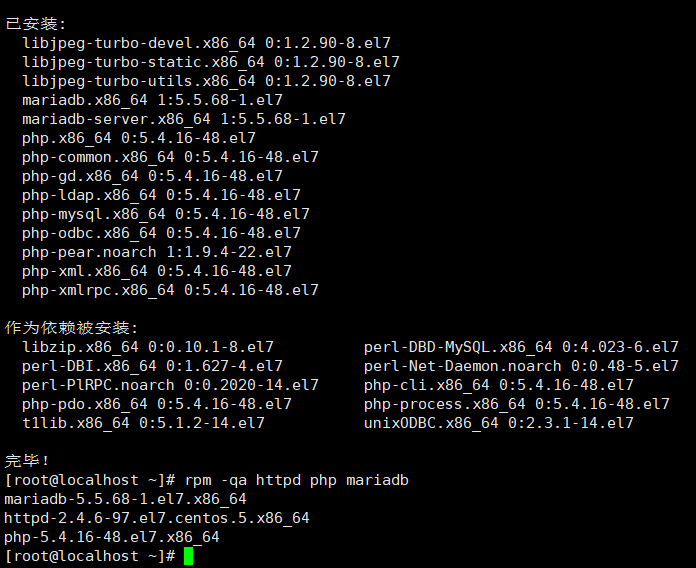 已安装:
libjpeg-turbo-devel.x86_64 0:1.2.90-8.el7
libjpeg-turbo-static.x86_64 0:1.2.90-8.el7
libjpeg-turbo-utils.x86_64 0:1.2.90-8.el7
mariadb.x86_64 1:5.5.68-1.el7
mariadb-server.x86_64 1:5.5.68-1.el7
php.x86_64 0:5.4.16-48.el7
php-common.x86_64 0:5.4.16-48.el7
php-gd.x86_64 0:5.4.16-48.el7
php-ldap.x86_64 0:5.4.16-48.el7
php-mysql.x86_64 0:5.4.16-48.el7
php-odbc.x86_64 0:5.4.16-48.el7
php-pear.noarch 1:1.9.4-22.el7
php-xml.x86_64 0:5.4.16-48.el7
php-xmlrpc.x86_64 0:5.4.16-48.el7
作为依赖被安装:
libzip.x86_64 0:0.10.1-8.el7 perl-DBD-MySQL.x86_64 0:4.023-6.el7
perl-DBI.x86_64 0:1.627-4.el7 perl-Net-Daemon.noarch 0:0.48-5.el7
perl-PlRPC.noarch 0:0.2020-14.el7 php-cli.x86_64 0:5.4.16-48.el7
php-pdo.x86_64 0:5.4.16-48.el7 php-process.x86_64 0:5.4.16-48.el7
t1lib.x86_64 0:5.1.2-14.el7 unixODBC.x86_64 0:2.3.1-14.el7
完毕！
[root@localhost ~]# rpm -qa httpd php mariadb
mariadb-5.5.68-1.el7.x86_64
httpd-2.4.6-97.el7.centos.5.x86_64
php-5.4.16-48.el7.x86_64
[root@localhost ~]#